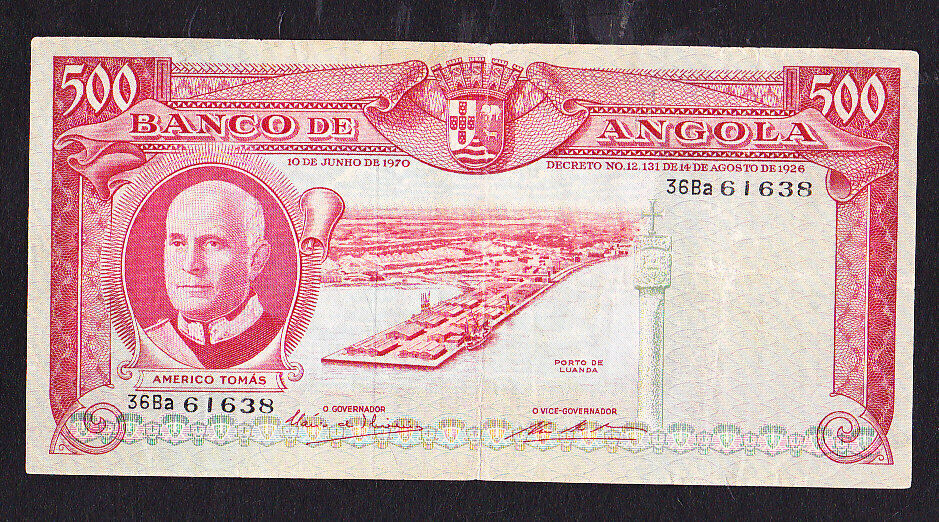 500 500
BANCO DE ANGOLA
10 DE JUNHO DE 1970 DECRETO NO. 12.131 DE 14 DE AGOSTO DE 1926
36Ba 61638
PORTO DE
LUANDA
AMERICO TOMÁS
36Ba 61638
O GOVERNADOR O VICE-GOVERNADOR